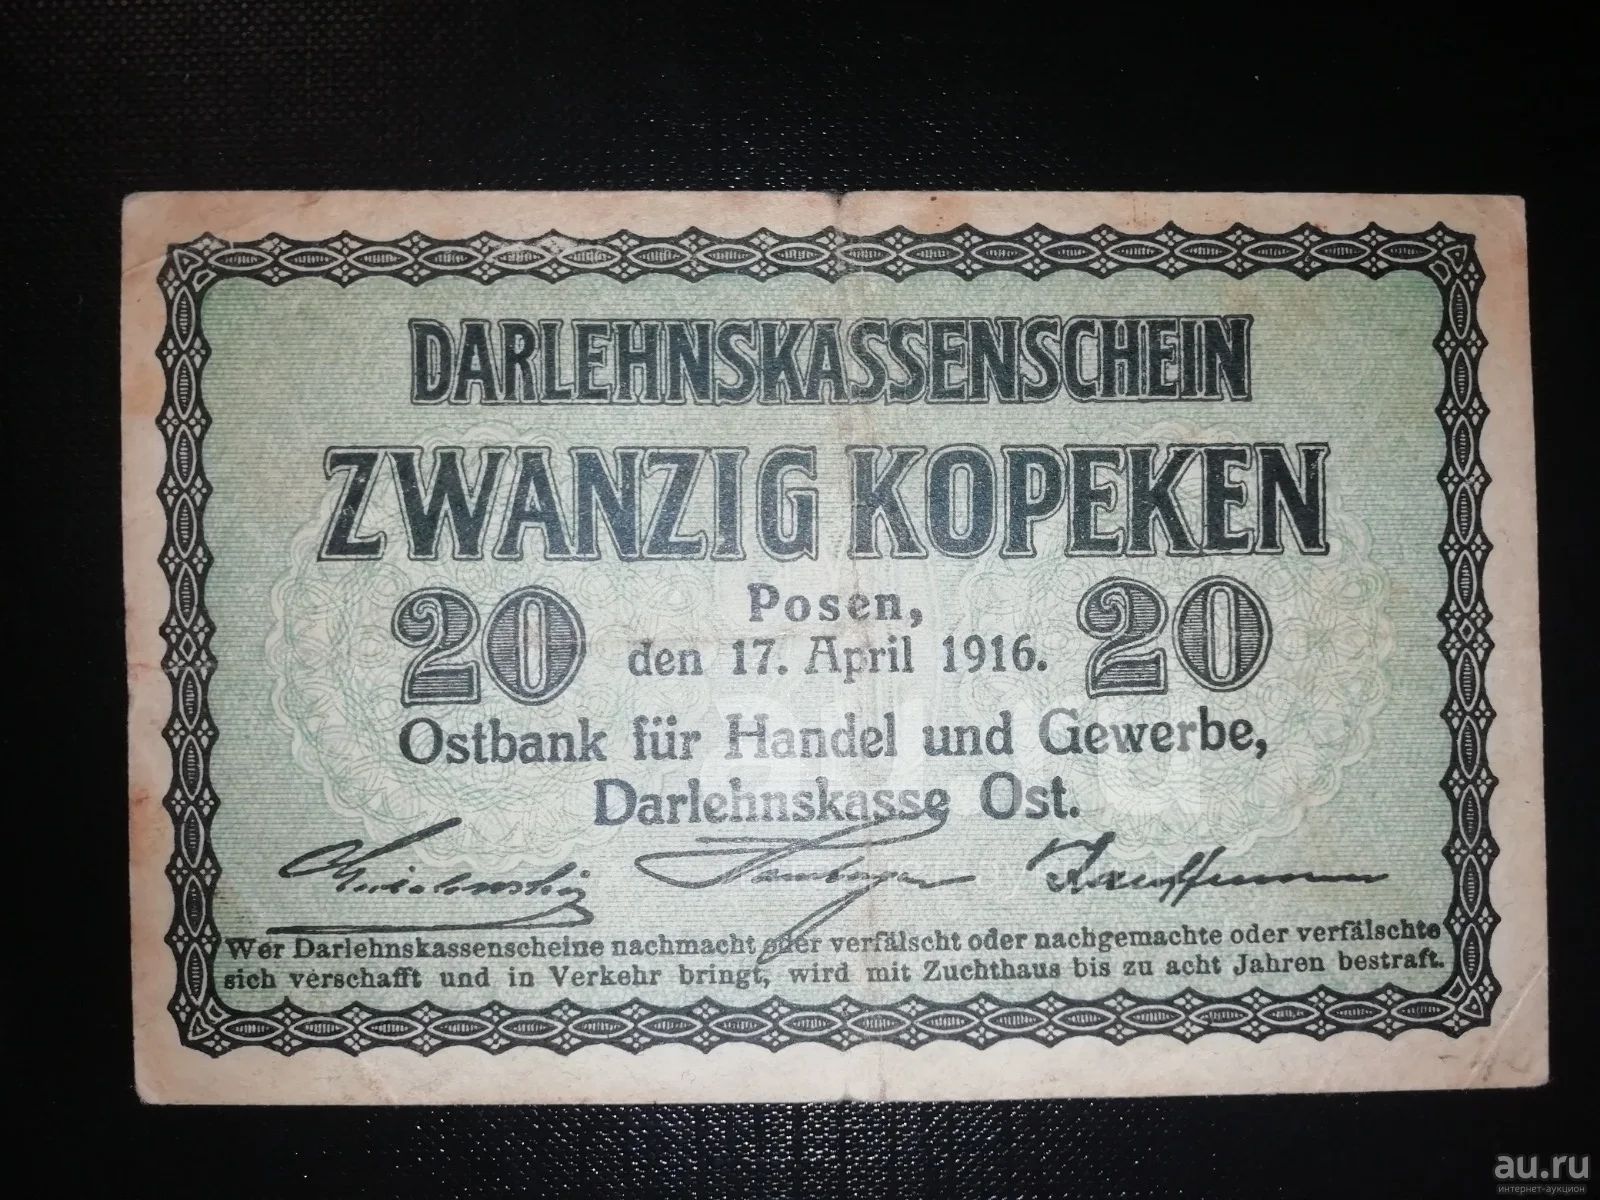 DARLEHNSKASSENSCHEIN
ZWANZIG KOPEKEN
20 Posen, 20
den 17. April 1916.
Ostbank für Handel und Gewerbe,
Darlehnskasse Ost.
Wer Darlehnskassenscheine nachmacht oder verfälscht oder nachgemachte oder verfälschte
sich verschafft und in Verkehr bringt, wird mit Zuchthaus bis zu acht Jahren bestraft.
au.ru
интернет-аукцион